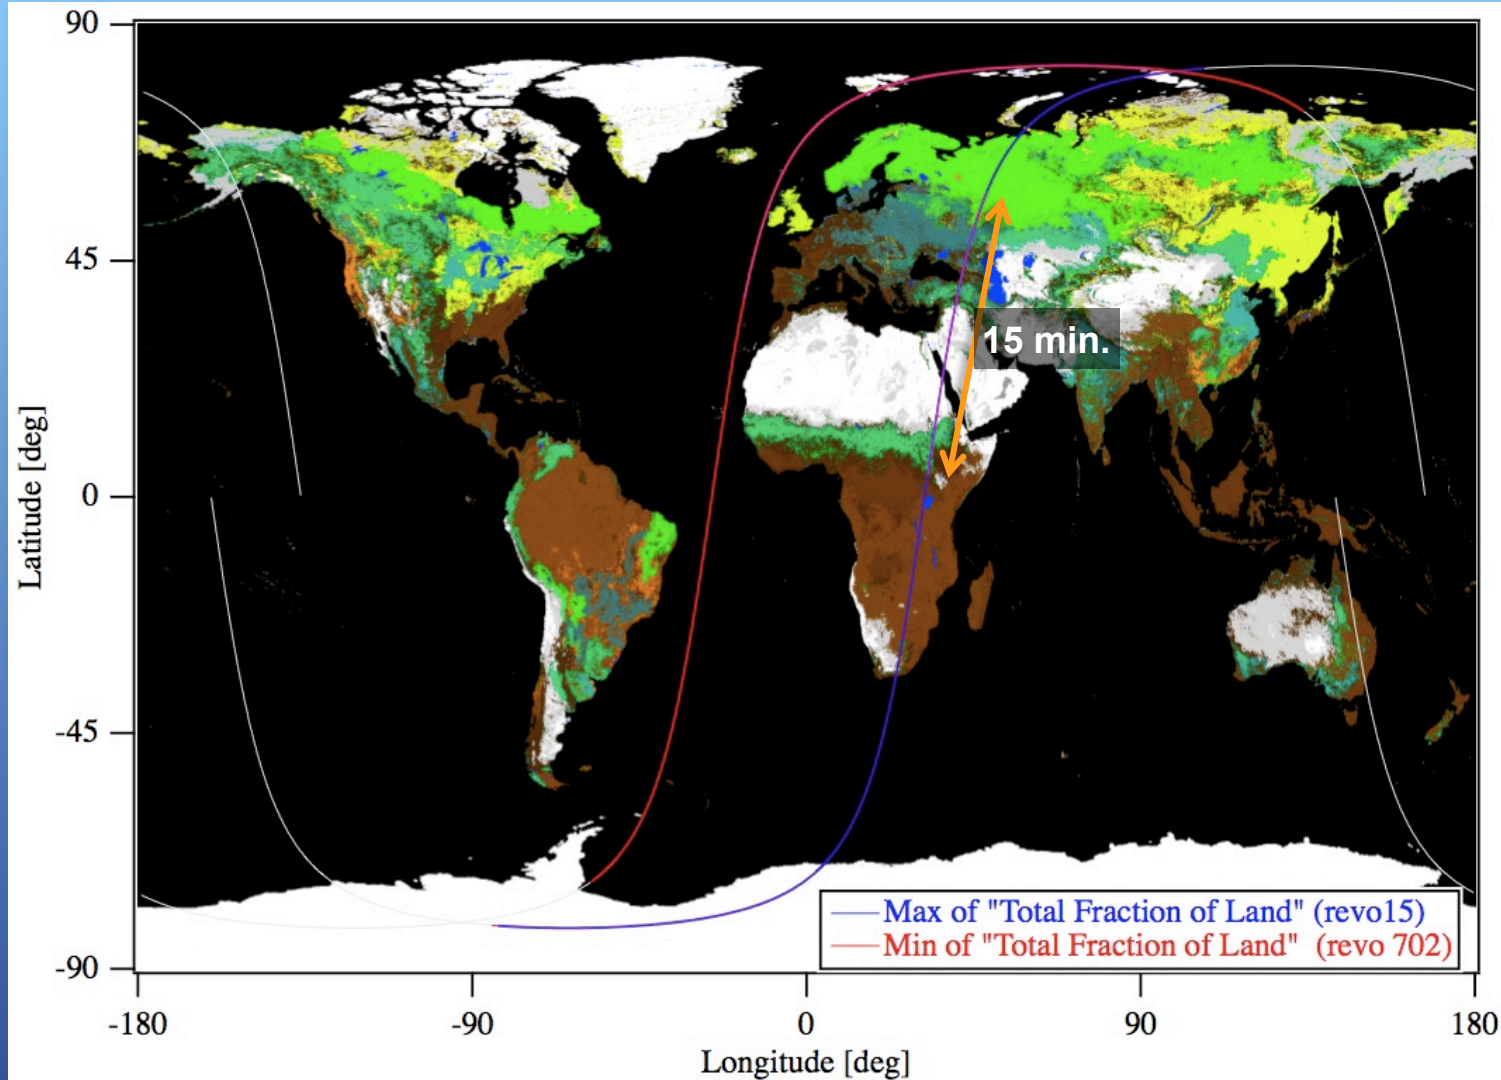 90
45
0
-45
-90
Latitude [deg]
15 min.
Max of "Total Fraction of Land" (revo15)
Min of "Total Fraction of Land" (revo 702)
-180
-90
0
90
180
Longitude [deg]